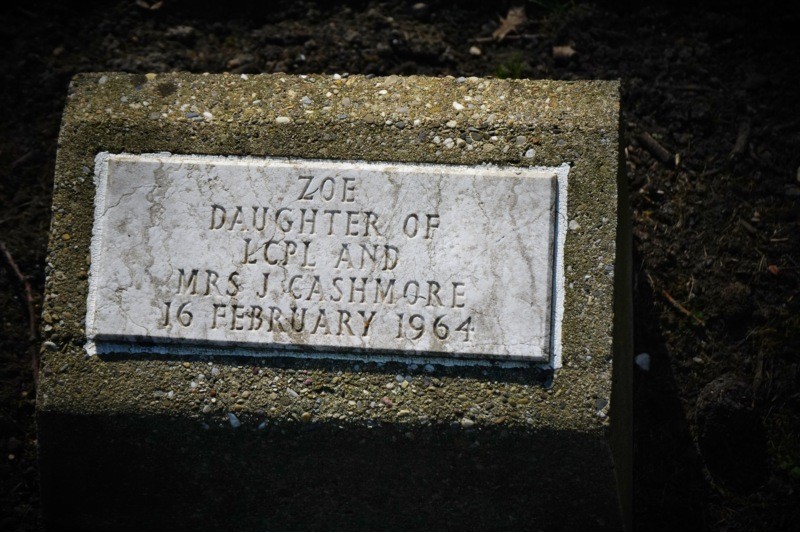 ZOE
DAUGHTER OF
LCPL AND
MRS J CASHMORE
16 FEBRUARY 1964